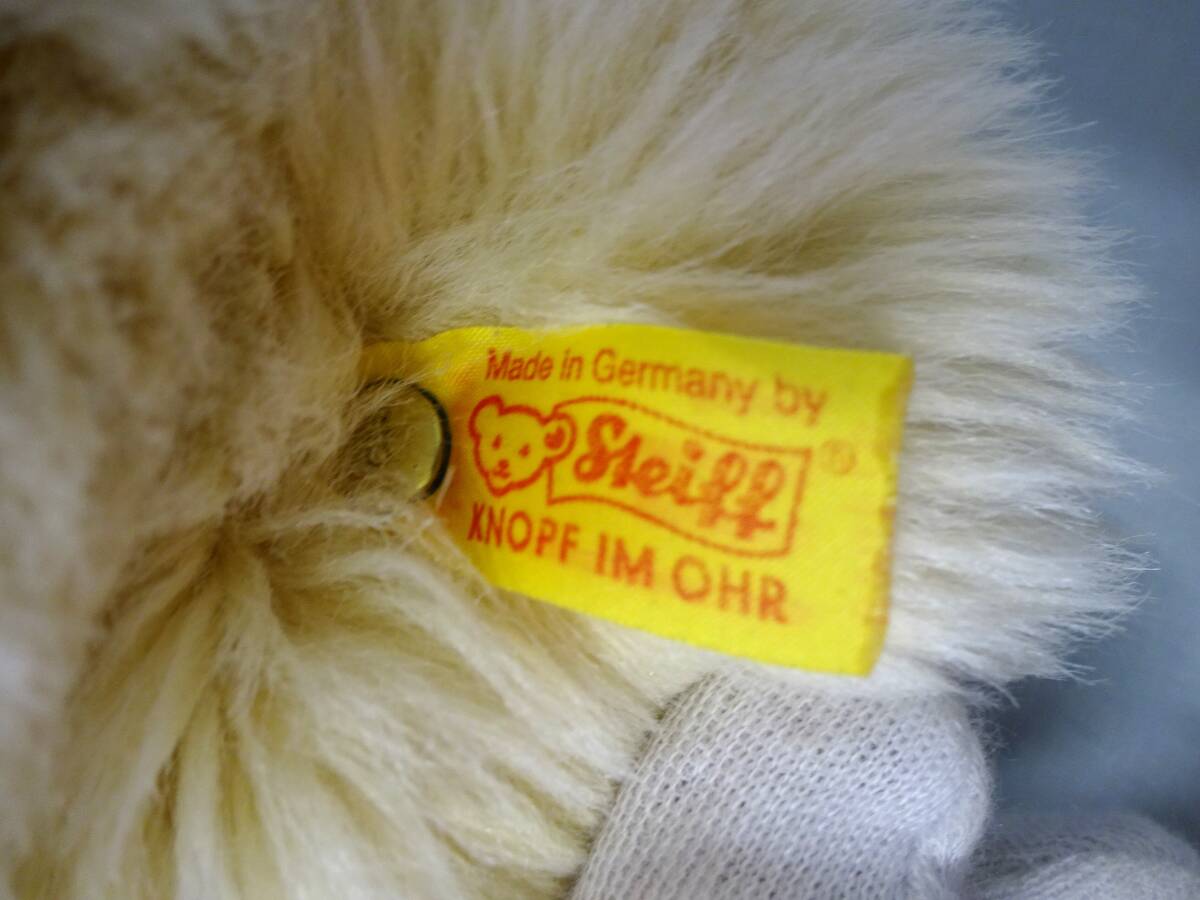 Made in Germany by
Steiff ®
KNOPF IM OHR